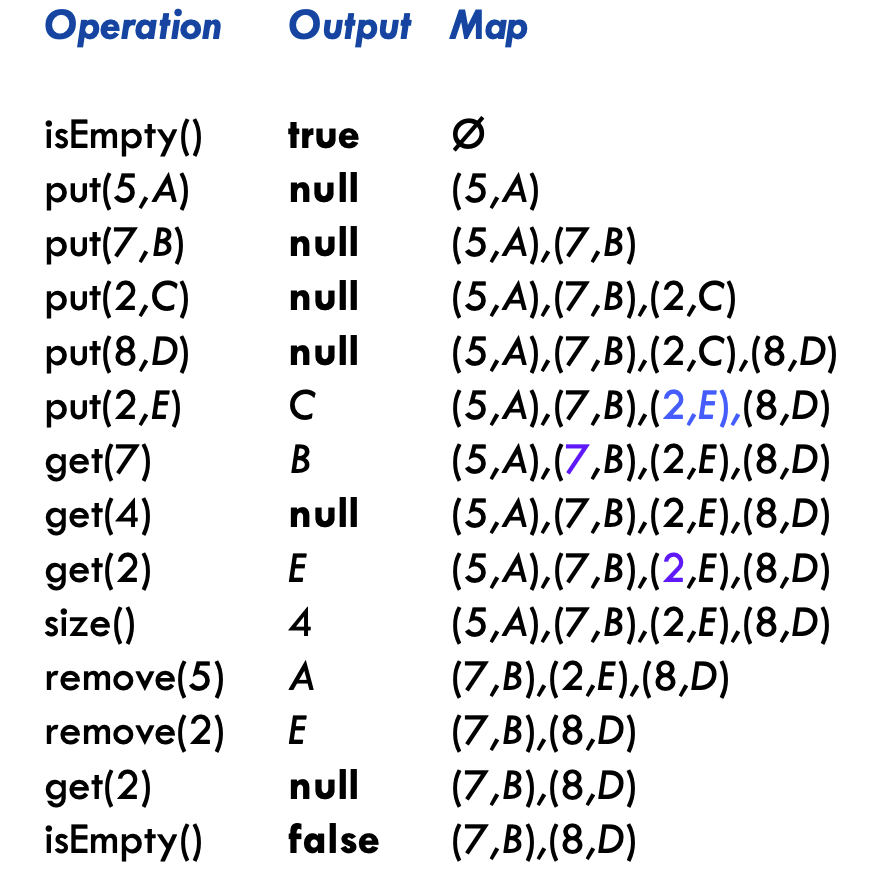 Operation Output Map
isEmpty() true Ø
put(5,A) null (5,A)
put(7,B) null (5,A),(7,B)
put(2,C) null (5,A),(7,B),(2,C)
put(8,D) null (5,A),(7,B),(2,C),(8,D)
put(2,E) C (5,A),(7,B),(2,E),(8,D)
get(7) B (5,A),(7,B),(2,E),(8,D)
get(4) null (5,A),(7,B),(2,E),(8,D)
get(2) E (5,A),(7,B),(2,E),(8,D)
size() 4 (5,A),(7,B),(2,E),(8,D)
remove(5) A (7,B),(2,E),(8,D)
remove(2) E (7,B),(8,D)
get(2) null (7,B),(8,D)
isEmpty() false (7,B),(8,D)